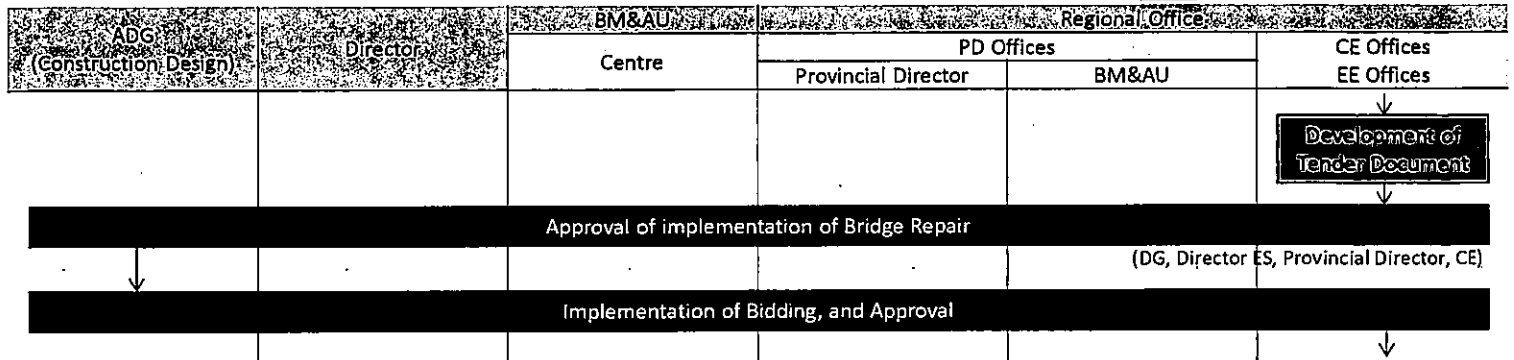 ADG
(Construction Design)
Director
BM&AU
Centre
Regional Office
PD Offices
Provincial Director
BM&AU
CE Offices
EE Offices
Development of
Tender Document
Approval of implementation of Bridge Repair
(DG, Director ES, Provincial Director, CE)
Implementation of Bidding, and Approval